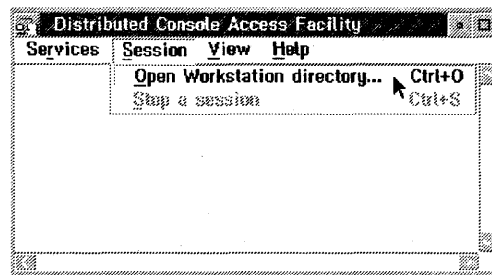 Distributed Console Access Facility
Services Session View Help
Open Workstation directory... Ctrl+O
Stop a session Ctrl+S